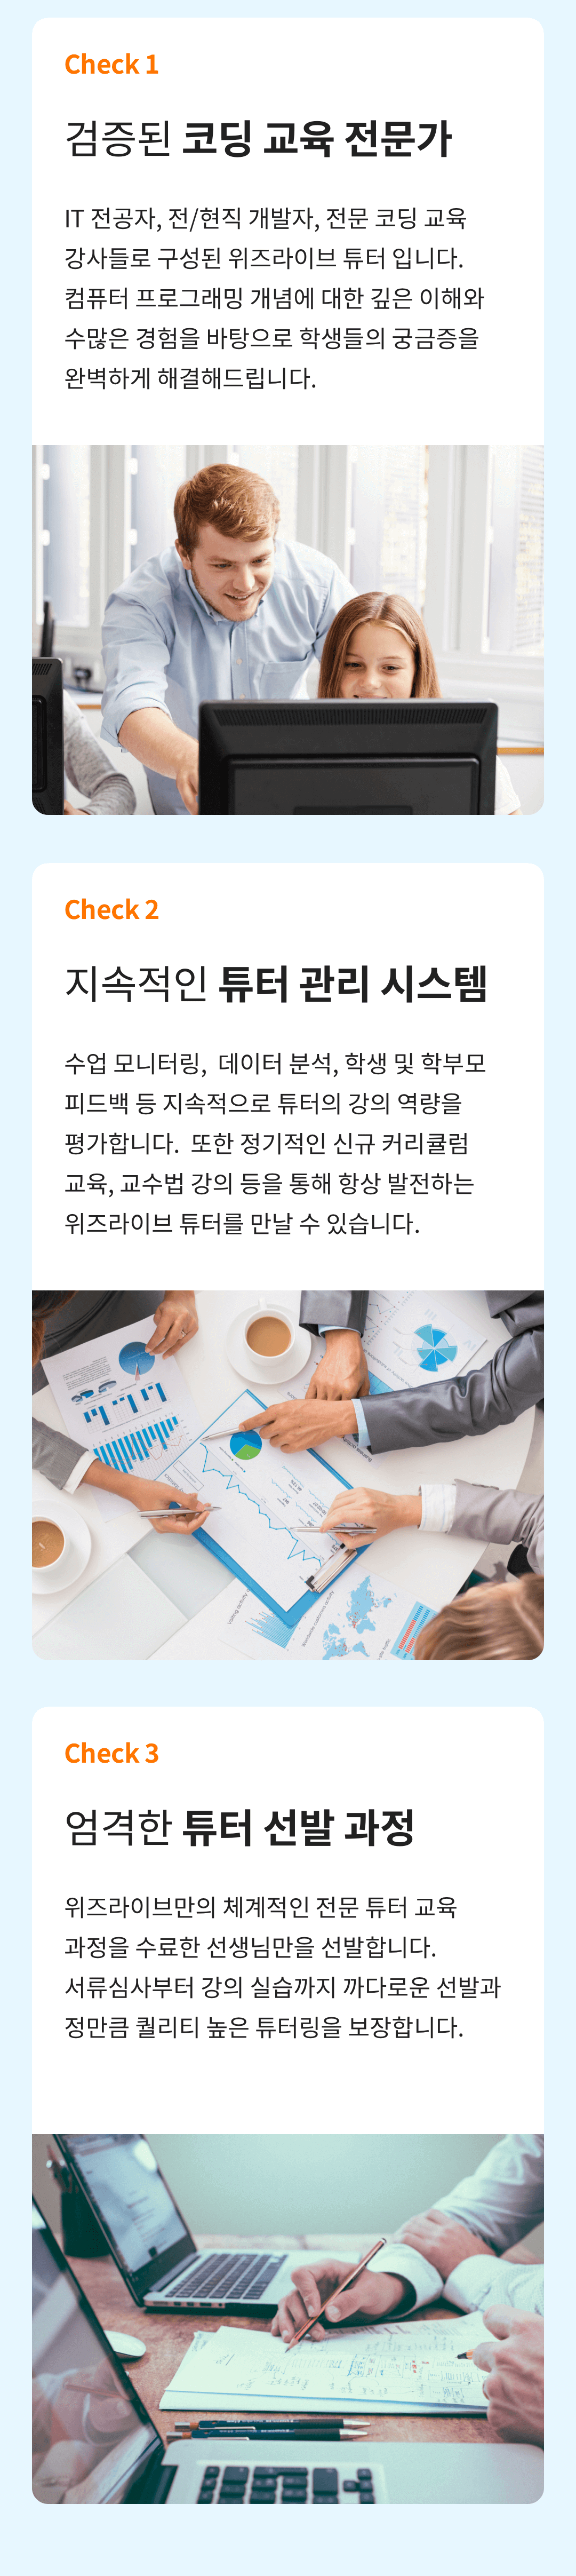 Check 1
검증된 코딩 교육 전문가
IT 전공자, 전/현직 개발자, 전문 코딩 교육
강사들로 구성된 위즈라이브 튜터 입니다.
컴퓨터 프로그래밍 개념에 대한 깊은 이해와
수많은 경험을 바탕으로 학생들의 궁금증을
완벽하게 해결해드립니다.
Check 2
지속적인 튜터 관리 시스템
수업 모니터링,  데이터 분석, 학생 및 학부모
피드백 등 지속적으로 튜터의 강의 역량을
평가합니다.  또한 정기적인 신규 커리큘럼
교육, 교수법 강의 등을 통해 항상 발전하는
위즈라이브 튜터를 만날 수 있습니다.
Check 3
엄격한 튜터 선발 과정
위즈라이브만의 체계적인 전문 튜터 교육
과정을 수료한 선생님만을 선발합니다.
서류심사부터 강의 실습까지 까다로운 선발과
정만큼 퀄리티 높은 튜터링을 보장합니다.